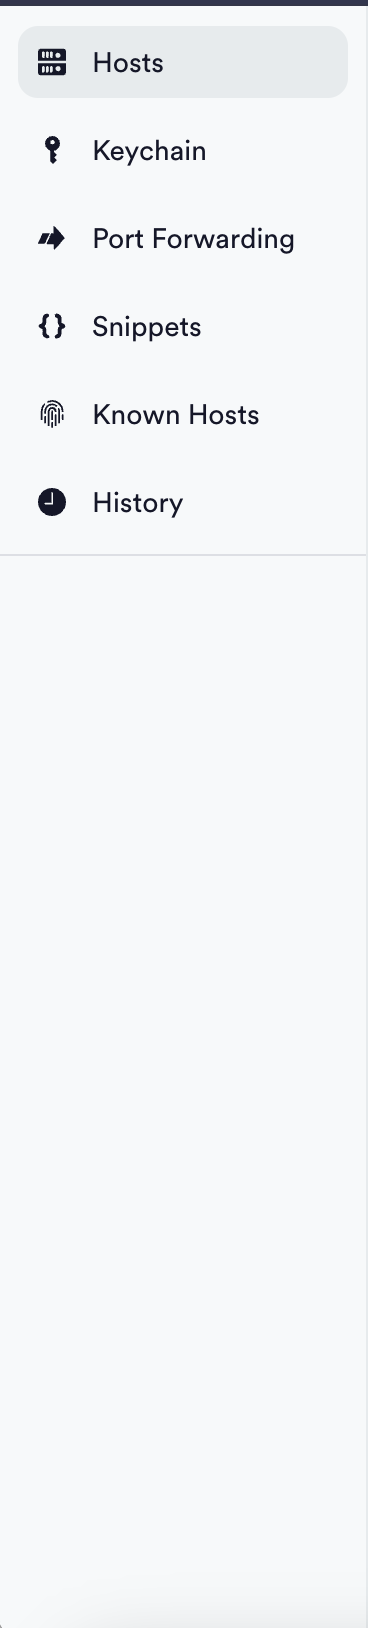 Hosts
Keychain
Port Forwarding
Snippets
Known Hosts
History